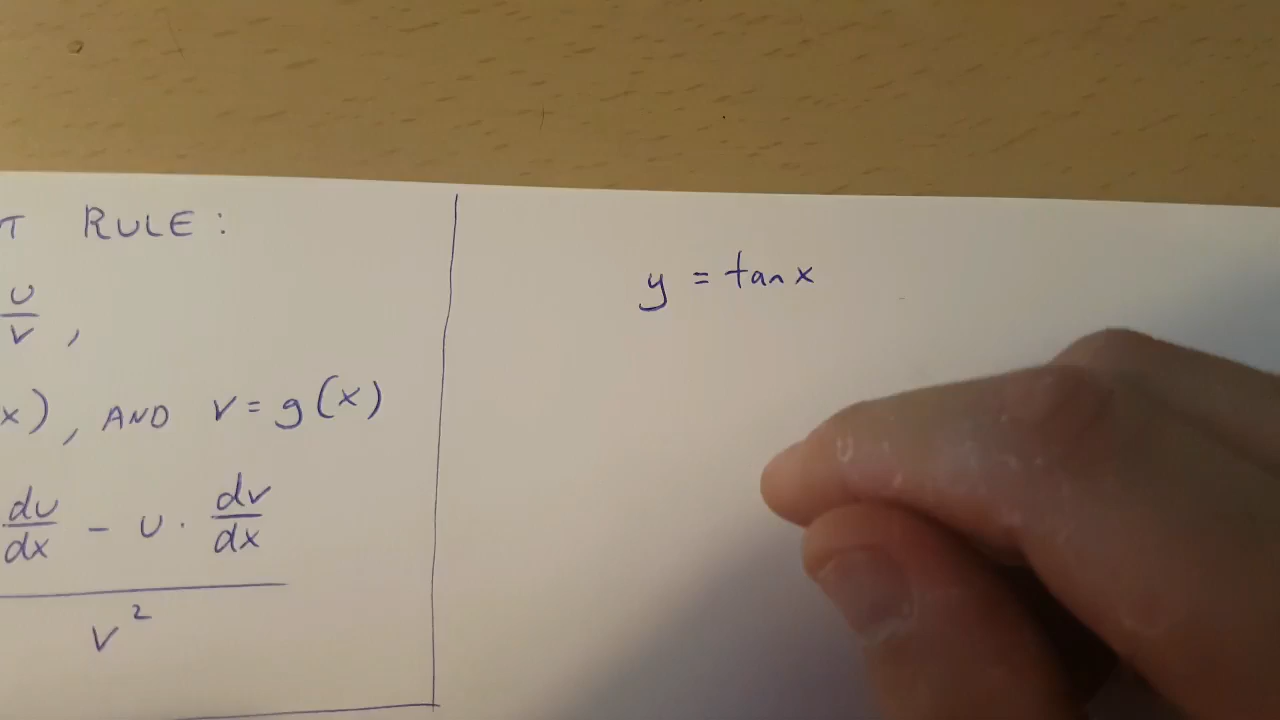 RULE:
u/v ,
x) , AND v = g(x)
du/dx - u · dv/dx
v²
y = tan x